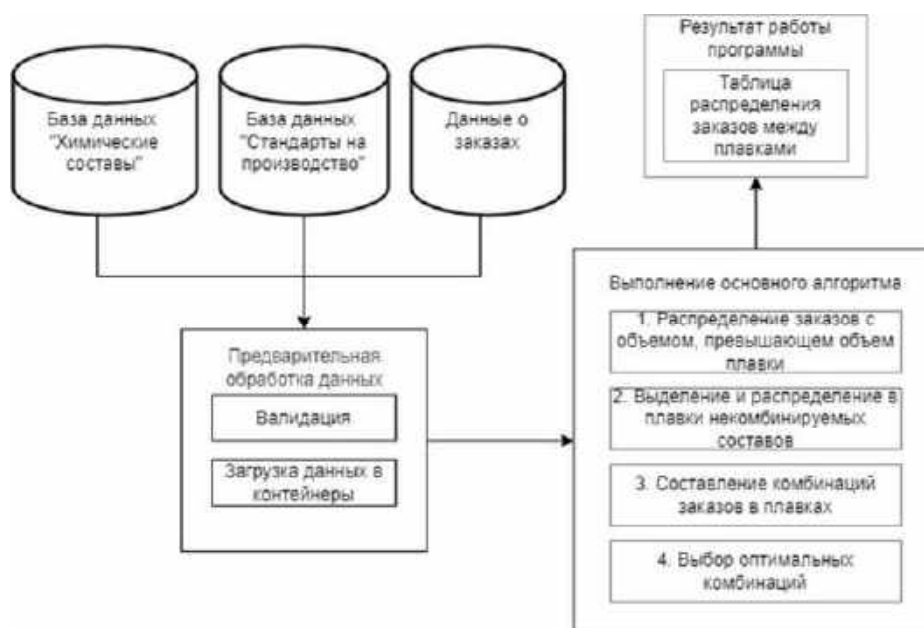 База данных
"Химические
составы"
База данных
"Стандарты на
производство"
Данные о
заказах
Результат работы
программы
Таблица
распределения
заказов между
плавками
Предварительная
обработка данных
Валидация
Загрузка данных в
контейнеры
Выполнение основного алгоритма
1. Распределение заказов с
объемом, превышающем объем
плавки
2. Выделение и распределение в
плавки некомбинируемых
составов
3. Составление комбинаций
заказов в плавках
4. Выбор оптимальных
комбинаций